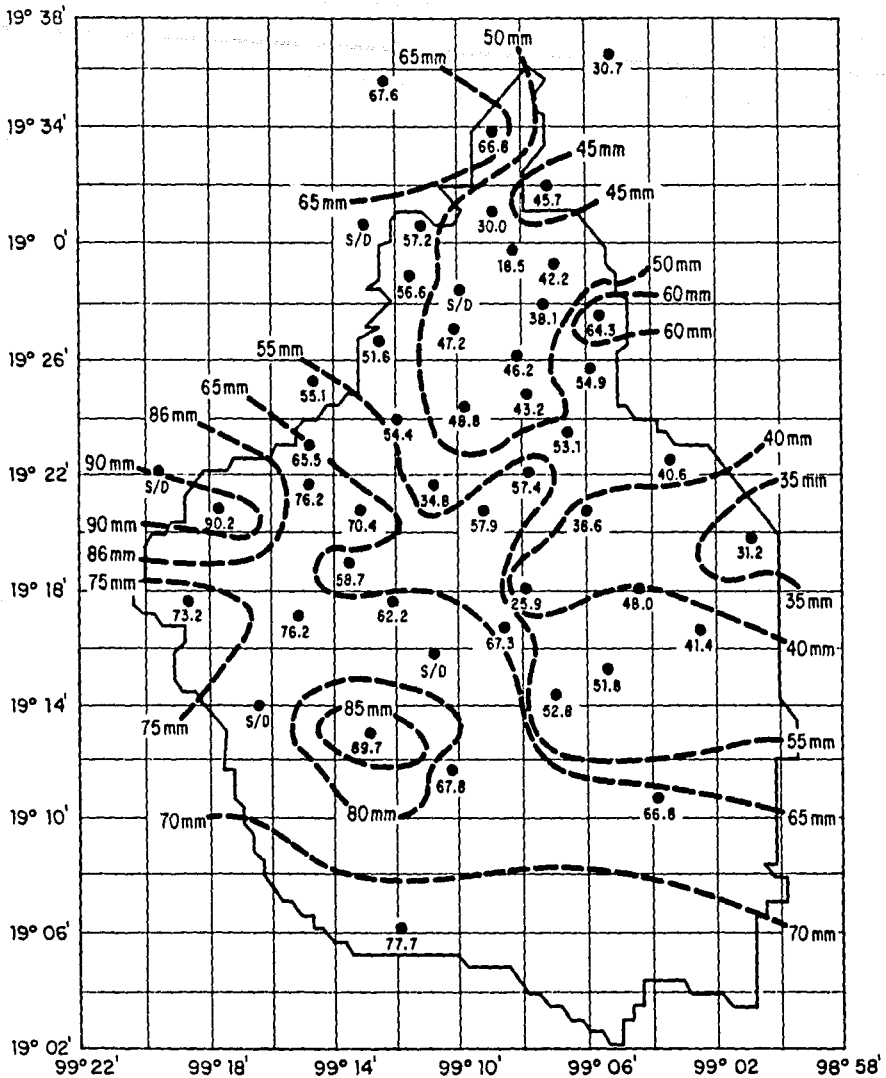 19° 38'
50mm
65mm
30.7
67.6
19° 34'
66.8
45mm
45.7
45mm
65mm
30.0
S/D
57.2
19° 0'
18.5
42.2
50mm
56.6
S/D
60mm
38.1
64.3
47.2
60mm
51.6
19° 26'
55mm
46.2
54.9
65mm
55.1
43.2
86mm
48.8
54.4
53.1
40mm
65.5
40.6
90mm
19° 22'
S/D
57.4
35mm
76.2
34.8
90.2
70.4
57.9
36.6
90mm
31.2
86mm
58.7
75mm
19° 18'
25.9
48.0
35mm
73.2
62.2
76.2
67.3
41.4
40mm
S/D
51.8
19° 14'
S/D
52.8
85mm
75mm
55mm
89.7
67.8
19° 10'
80mm
66.8
65mm
70mm
19° 06'
77.7
70mm
19° 02'
99° 22' 99° 18' 99° 14' 99° 10' 99° 06' 99° 02' 98° 58'